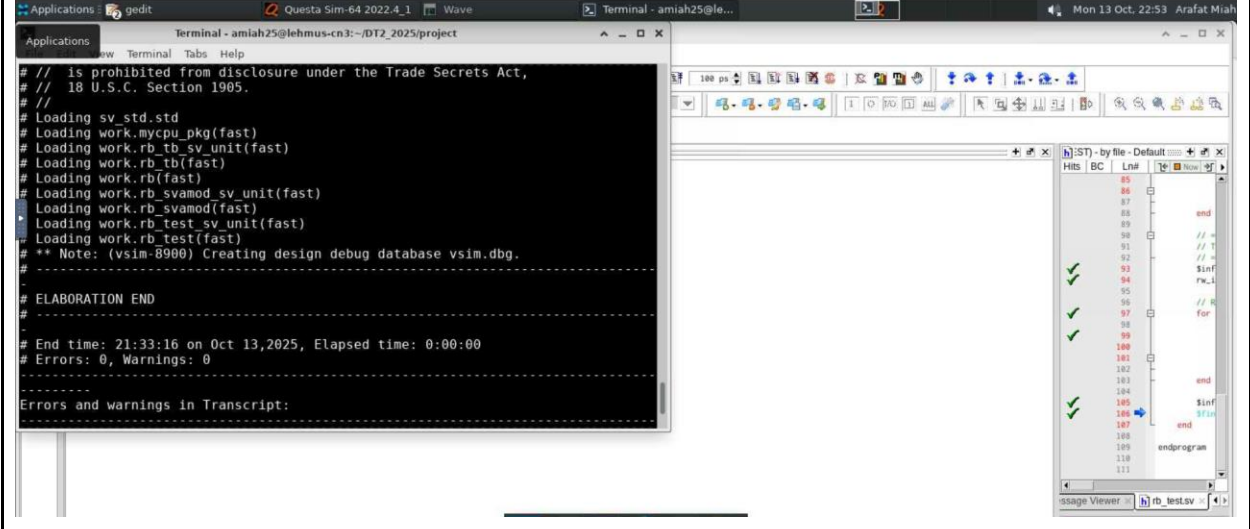 Applications
gedit
Questa Sim-64 2022.4_1
Wave
Terminal - amiah25@le...
Mon 13 Oct, 22:53
Arafat Miah
Applications
Terminal - amiah25@lehmus-cn3:~/DT2_2025/project
Terminal Tabs Help
# // is prohibited from disclosure under the Trade Secrets Act,
# // 18 U.S.C. Section 1905.
# //
# Loading sv_std.std
# Loading work.mycpu_pkg(fast)
# Loading work.rb_tb_sv_unit(fast)
# Loading work.rb_tb(fast)
# Loading work.rb(fast)
# Loading work.rb_svamod_sv_unit(fast)
Loading work.rb_svamod(fast)
Loading work.rb_test_sv_unit(fast)
# Loading work.rb_test(fast)
# ** Note: (vsim-8900) Creating design debug database vsim.dbg.
# ------------------------------------------------------------------------------
-
# ELABORATION END
# ------------------------------------------------------------------------------
-
# End time: 21:33:16 on Oct 13,2025, Elapsed time: 0:00:00
# Errors: 0, Warnings: 0
--------------------------------------------------------------------------------
---------
Errors and warnings in Transcript:
--------------------------------------------------------------------------------
100 ps
ALL
:ST) - by file - Default
Hits BC Ln# Now
85
86
87
88 end
89
90 // =
91 // T
92 // =
93 $inf
94 rw_i
95
96 // R
97 for
98
99
100
101
102
103 end
104
105 $inf
106 $fin
107 end
108
109 endprogram
110
111
essage Viewer
rb_test.sv